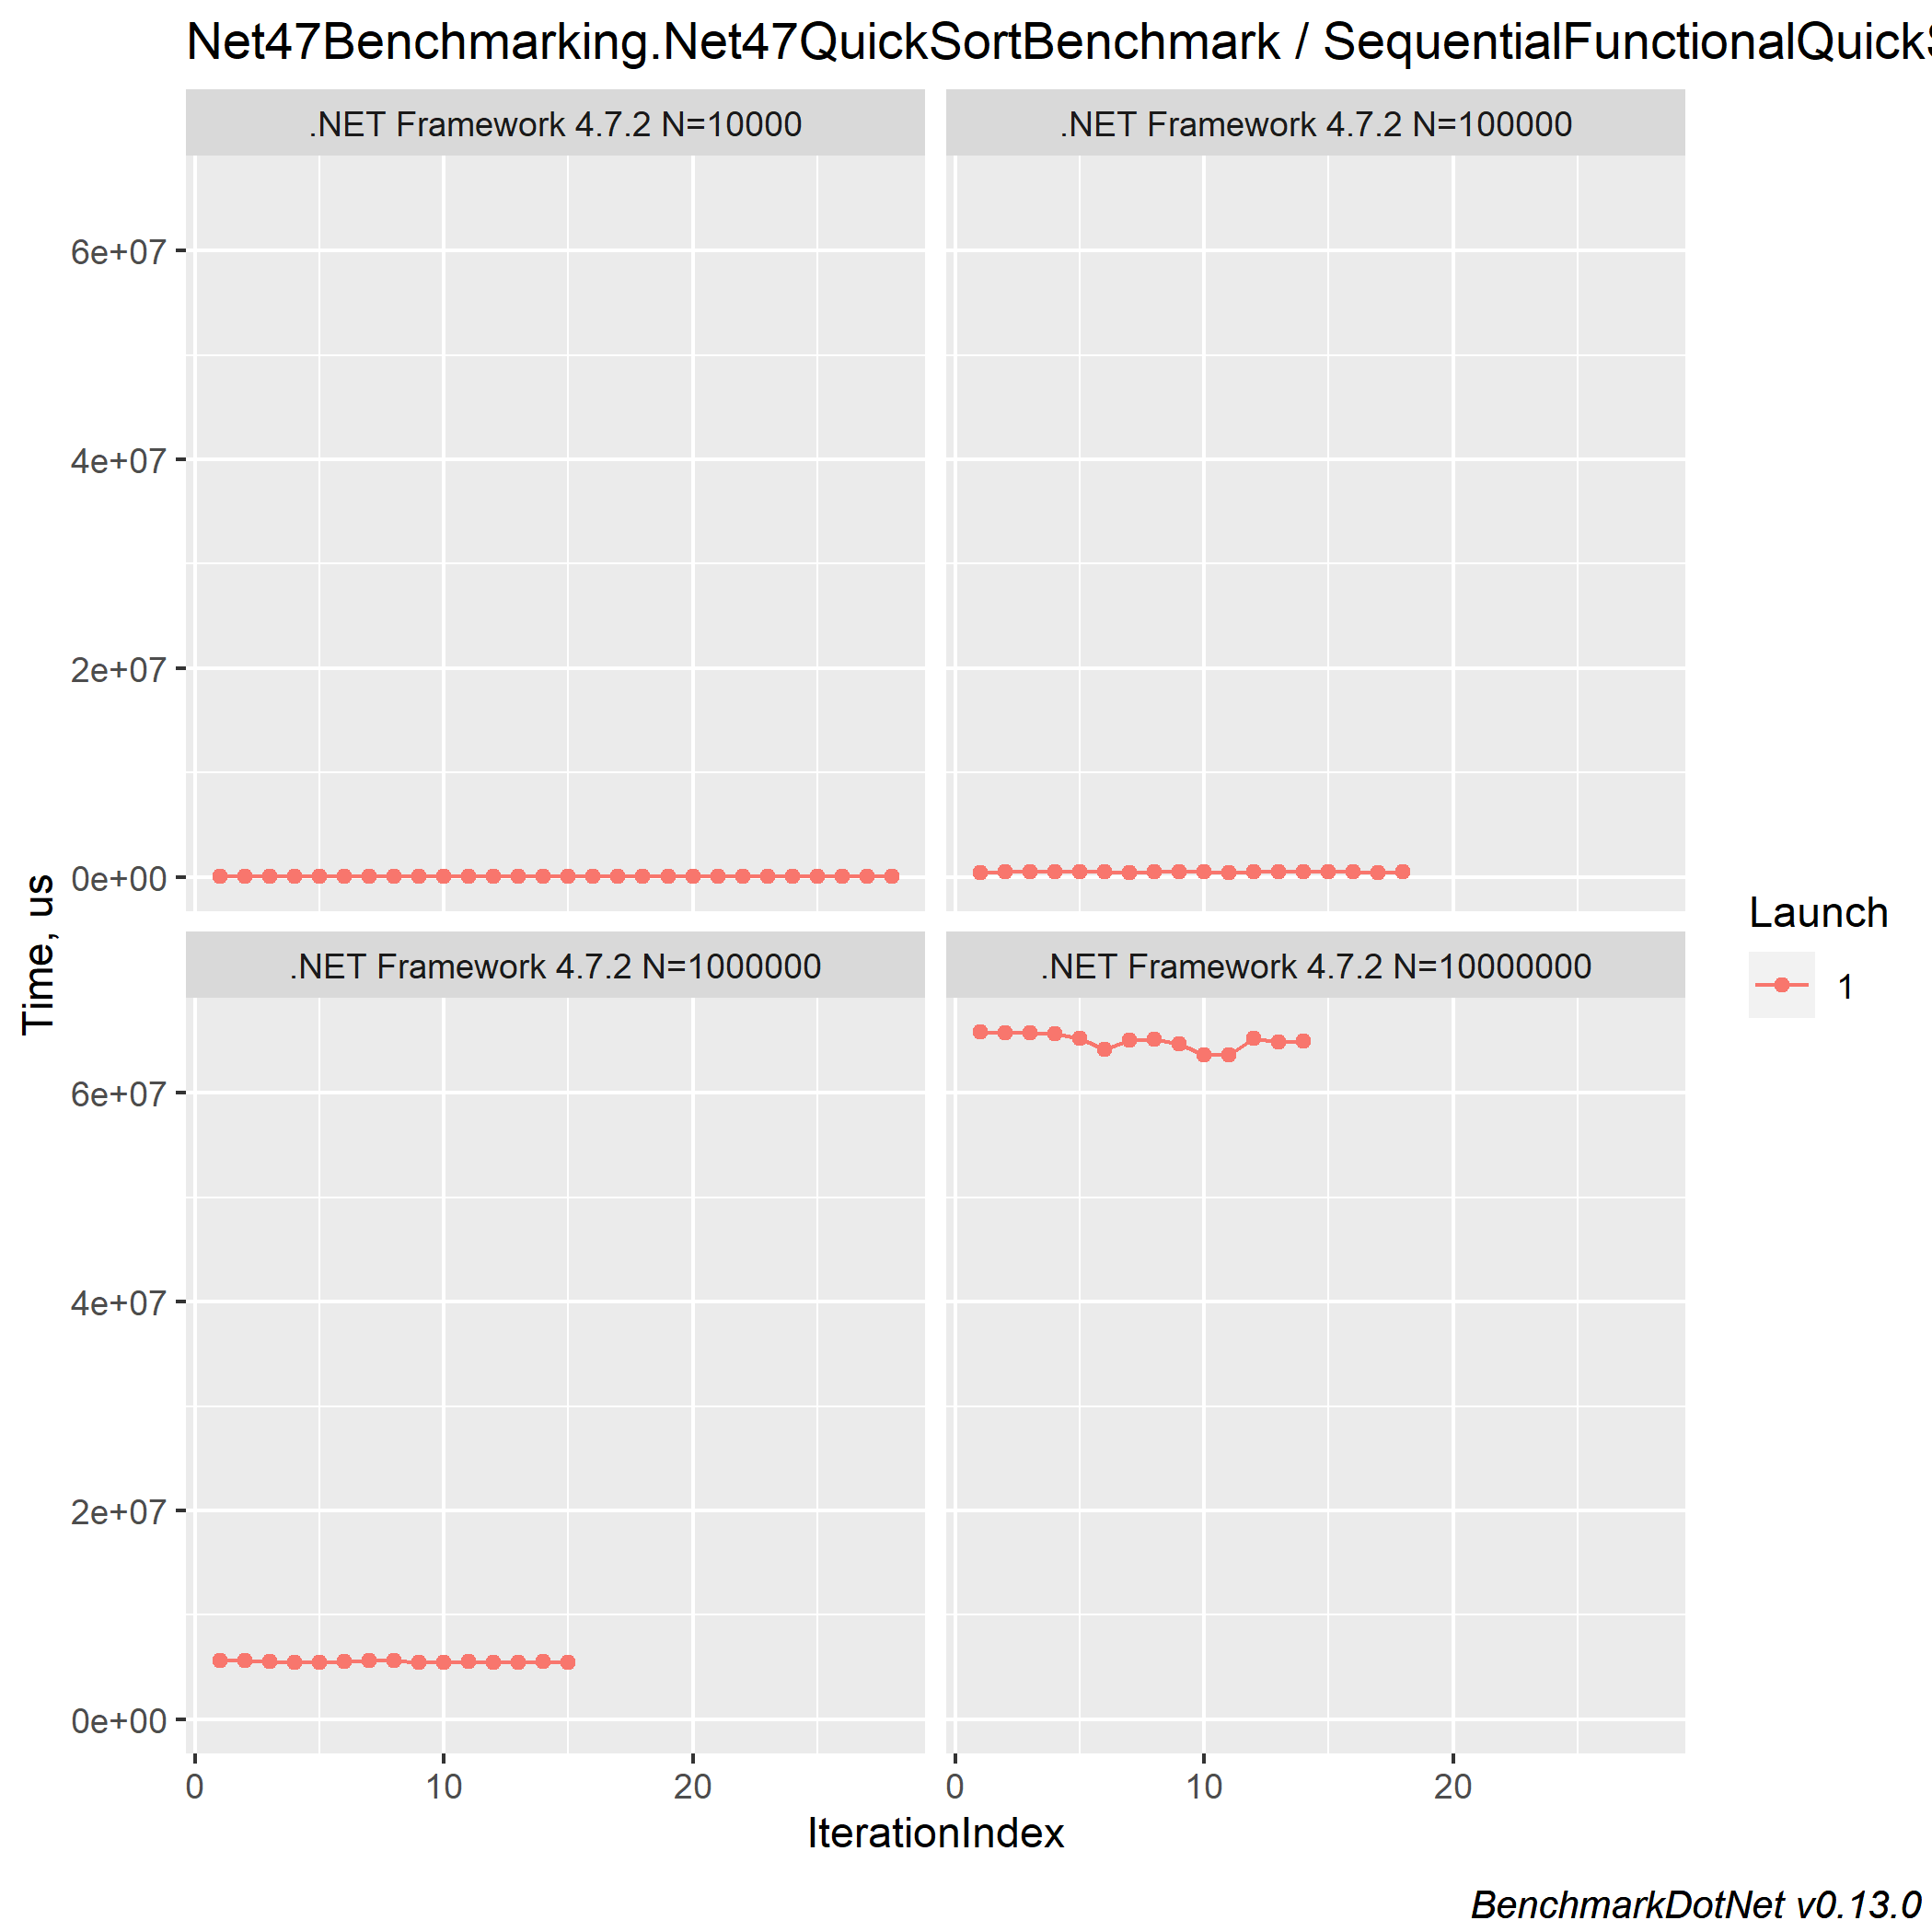 Net47Benchmarking.Net47QuickSortBenchmark / SequentialFunctionalQuick
.NET Framework 4.7.2 N=10000
.NET Framework 4.7.2 N=100000
6e+07
4e+07
2e+07
0e+00
.NET Framework 4.7.2 N=1000000
.NET Framework 4.7.2 N=10000000
6e+07
4e+07
2e+07
0e+00
0
10
20
0
10
20
IterationIndex
Time, us
Launch
1
BenchmarkDotNet v0.13.0